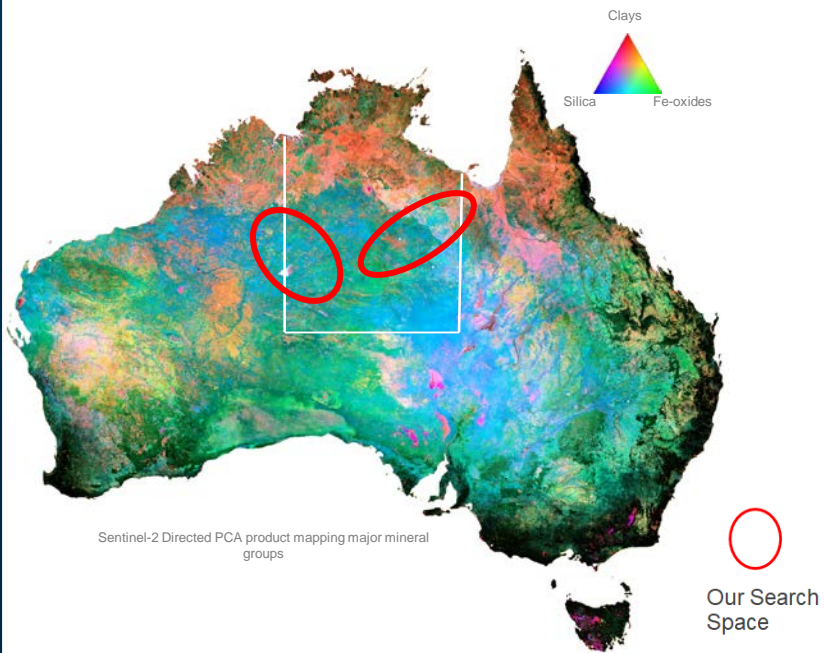 Clays
Silica
Fe-oxides
Sentinel-2 Directed PCA product mapping major mineral
groups
Our Search
Space